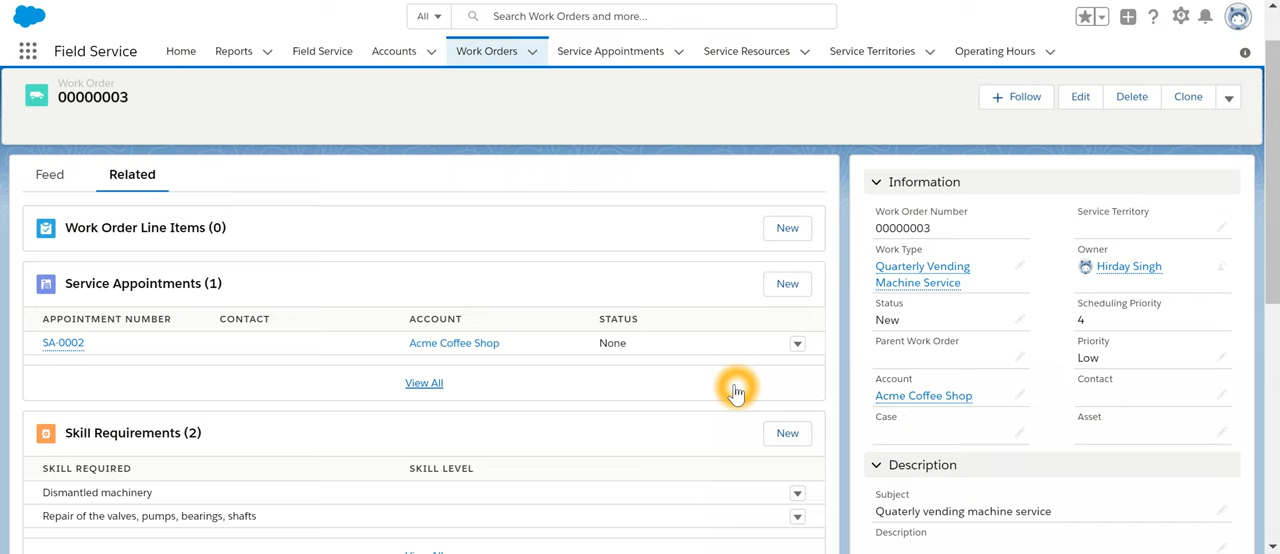 All Search Work Orders and more...
Field Service Home Reports Field Service Accounts Work Orders Service Appointments Service Resources Service Territories Operating Hours
Work Order
00000003
Follow Edit Delete Clone
Feed Related
Work Order Line Items (0) New
Service Appointments (1) New
APPOINTMENT NUMBER CONTACT ACCOUNT STATUS
SA-0002 Acme Coffee Shop None
View All
Skill Requirements (2) New
SKILL REQUIRED SKILL LEVEL
Dismantled machinery
Repair of the valves, pumps, bearings, shafts
View All
Information
Work Order Number Service Territory
00000003
Work Type Owner
Quarterly Vending Hirday Singh
Machine Service
Status Scheduling Priority
New 4
Parent Work Order Priority
Low
Account Contact
Acme Coffee Shop
Case Asset
Description
Subject
Quaterly vending machine service
Description